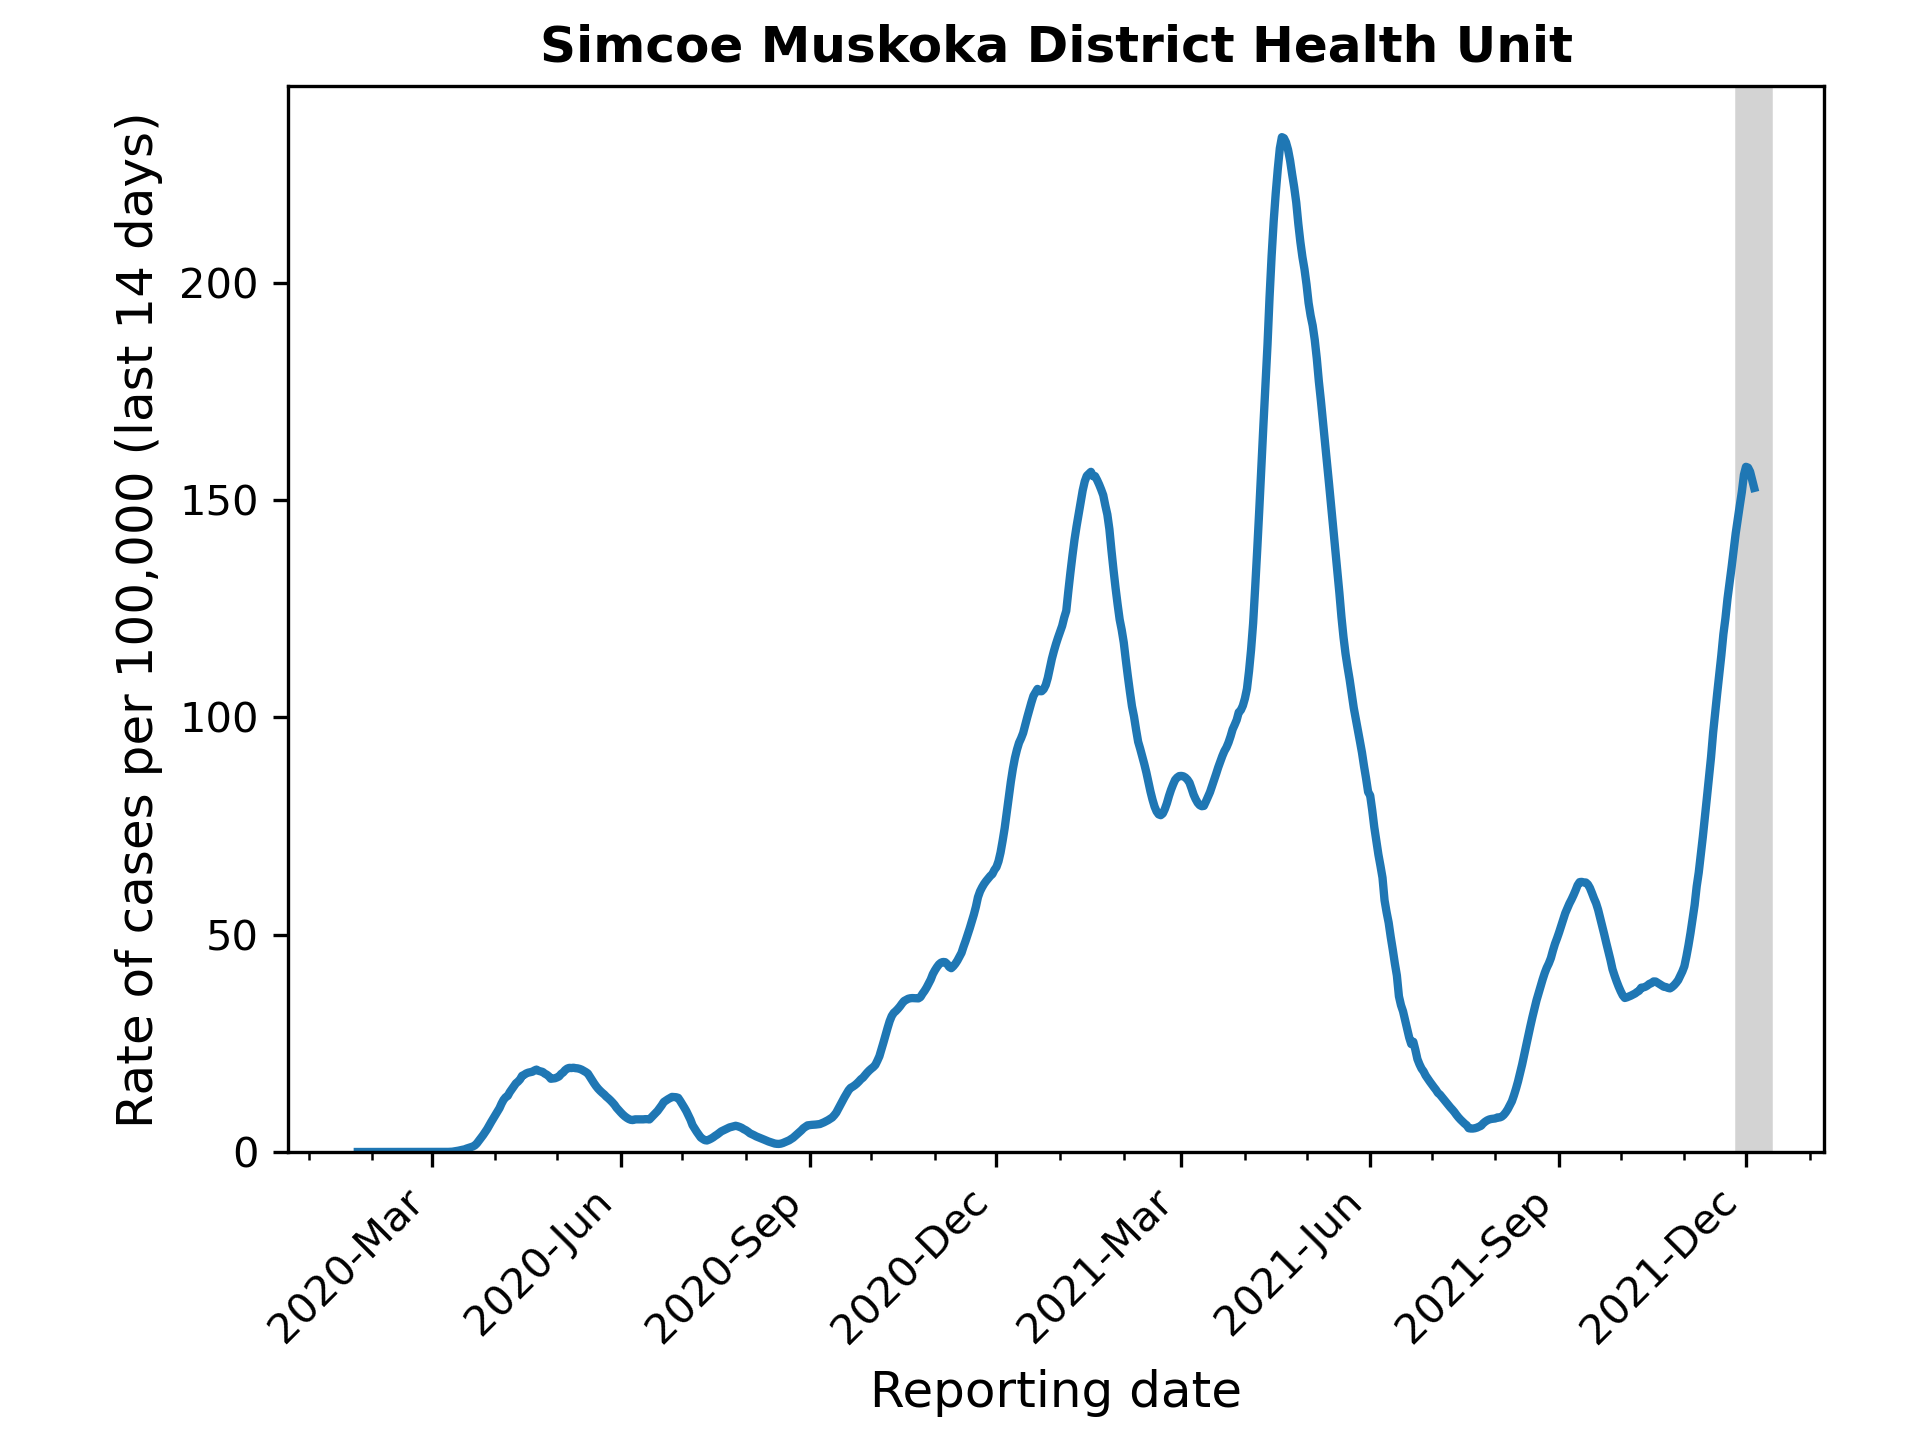 Simcoe Muskoka District Health Unit
Rate of cases per 100,000 (last 14 days)
200
150
100
50
0
2020-Mar
2020-Jun
2020-Sep
2020-Dec
2021-Mar
2021-Jun
2021-Sep
2021-Dec
Reporting date